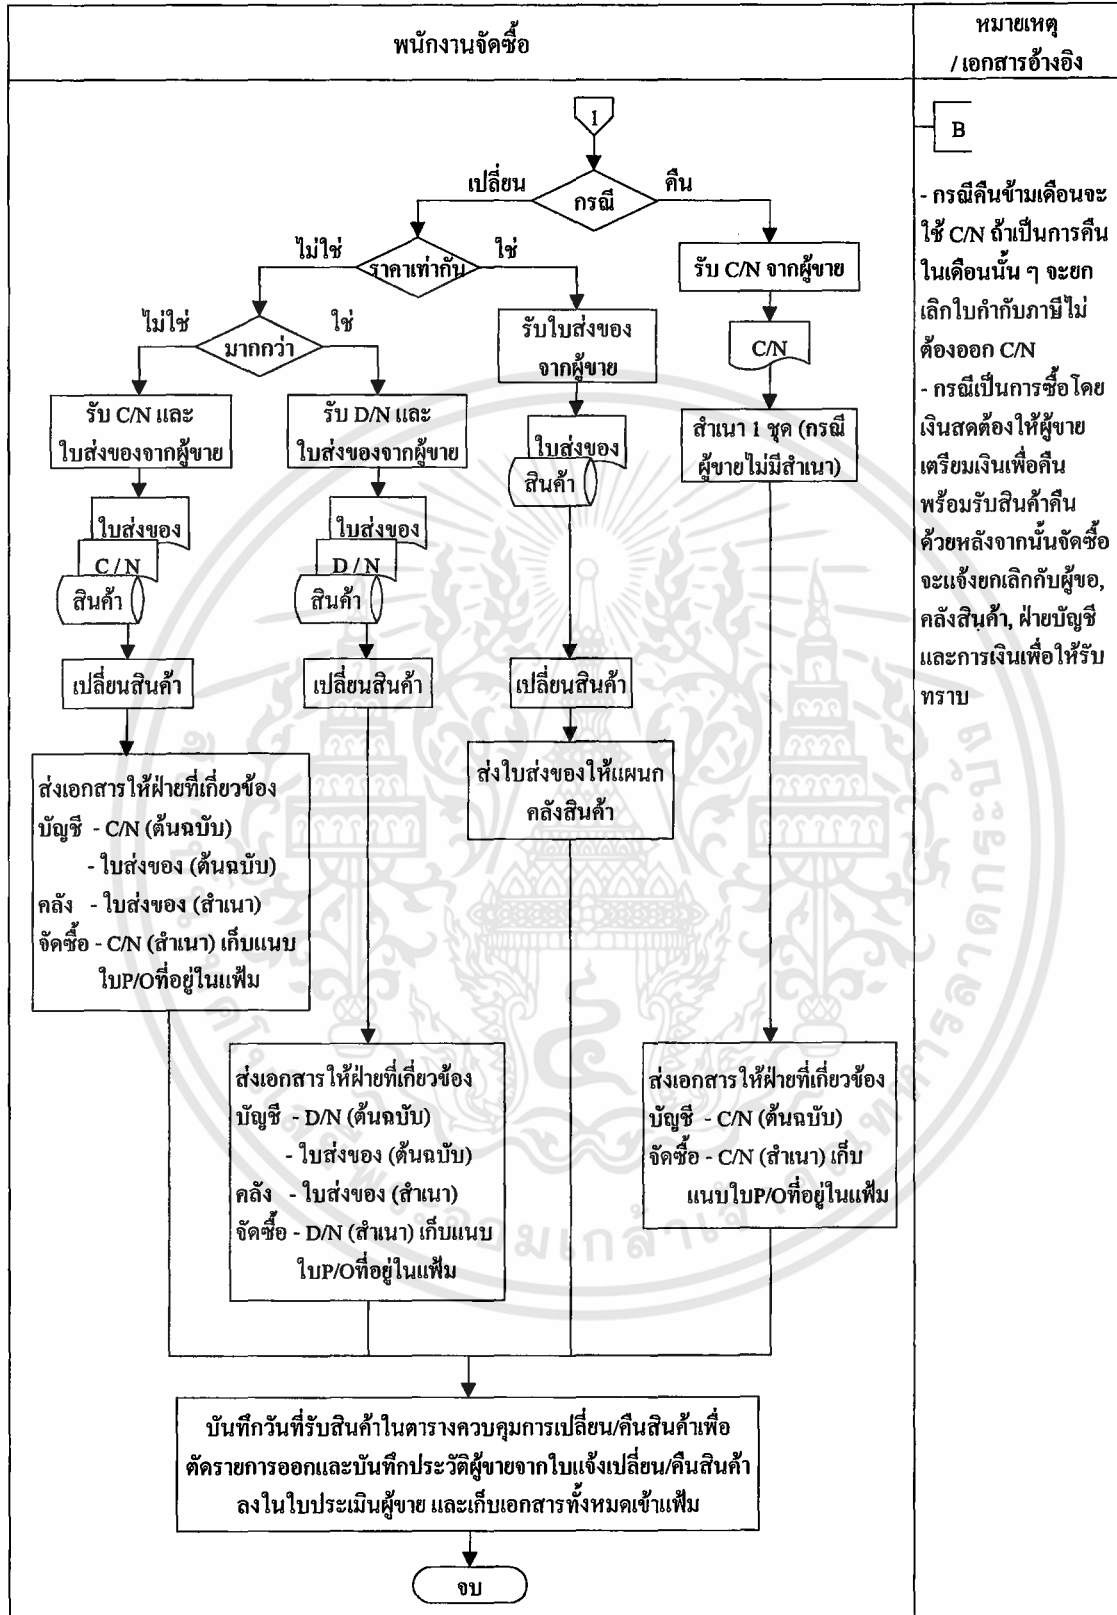 พนักงานจัดซื้อ
หมายเหตุ
/ เอกสารอ้างอิง
1
B
กรณี
เปลี่ยน
คืน
ราคาเท่ากัน
ไม่ใช่
ใช่
มากกว่า
ไม่ใช่
ใช่
รับ C/N และ
ใบส่งของจากผู้ขาย
ใบส่งของ
C / N
สินค้า
เปลี่ยนสินค้า
ส่งเอกสารให้ฝ่ายที่เกี่ยวข้อง
บัญชี - C/N (ต้นฉบับ)
- ใบส่งของ (ต้นฉบับ)
คลัง - ใบส่งของ (สำเนา)
จัดซื้อ - C/N (สำเนา) เก็บแนบ
ใบP/Oที่อยู่ในแฟ้ม
รับ D/N และ
ใบส่งของจากผู้ขาย
ใบส่งของ
D / N
สินค้า
เปลี่ยนสินค้า
ส่งเอกสารให้ฝ่ายที่เกี่ยวข้อง
บัญชี - D/N (ต้นฉบับ)
- ใบส่งของ (ต้นฉบับ)
คลัง - ใบส่งของ (สำเนา)
จัดซื้อ - D/N (สำเนา) เก็บแนบ
ใบP/Oที่อยู่ในแฟ้ม
รับใบส่งของ
จากผู้ขาย
ใบส่งของ
สินค้า
เปลี่ยนสินค้า
ส่งใบส่งของให้แผนก
คลังสินค้า
รับ C/N จากผู้ขาย
C/N
สำเนา 1 ชุด (กรณี
ผู้ขายไม่มีสำเนา)
ส่งเอกสารให้ฝ่ายที่เกี่ยวข้อง
บัญชี - C/N (ต้นฉบับ)
จัดซื้อ - C/N (สำเนา) เก็บ
แนบใบP/Oที่อยู่ในแฟ้ม
บันทึกวันที่รับสินค้าในตารางควบคุมการเปลี่ยน/คืนสินค้าเพื่อ
ตัดรายการออกและบันทึกประวัติผู้ขายจากใบแจ้งเปลี่ยน/คืนสินค้า
ลงในใบประเมินผู้ขาย และเก็บเอกสารทั้งหมดเข้าแฟ้ม
จบ
- กรณีคืนข้ามเดือนจะ
ใช้ C/N ถ้าเป็นการคืน
ในเดือนนั้น ๆ จะยก
เลิกใบกำกับภาษีไม่
ต้องออก C/N
- กรณีเป็นการซื้อโดย
เงินสดต้องให้ผู้ขาย
เตรียมเงินเพื่อคืน
พร้อมรับสินค้าคืน
ด้วยหลังจากนั้นจัดซื้อ
จะแจ้งยกเลิกกับผู้ขอ,
คลังสินค้า, ฝ่ายบัญชี
และการเงินเพื่อให้รับ
ทราบ